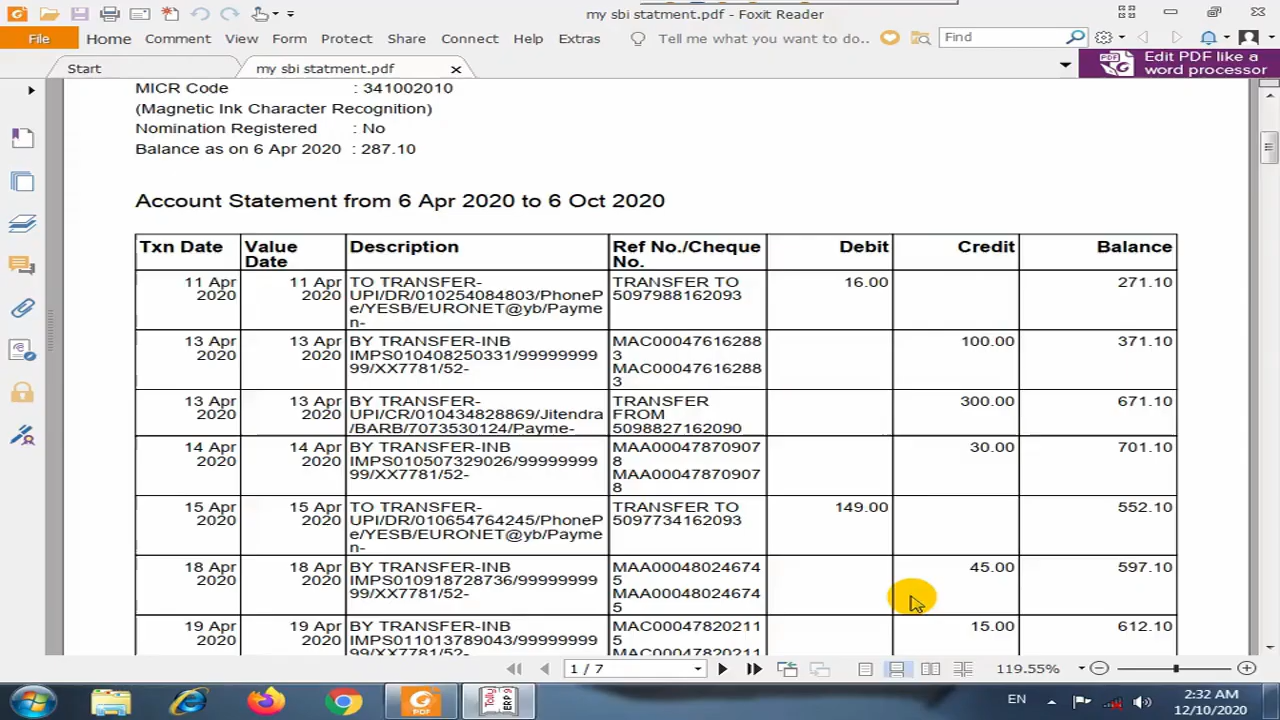 my sbi statment.pdf - Foxit Reader
File Home Comment View Form Protect Share Connect Help Extras Tell me what you want to do... Find
Start my sbi statment.pdf
Edit PDF like a
word processor
MICR Code : 341002010
(Magnetic Ink Character Recognition)
Nomination Registered : No
Balance as on 6 Apr 2020 : 287.10
Account Statement from 6 Apr 2020 to 6 Oct 2020
Txn Date Value Description Ref No./Cheque Debit Credit Balance
Date No.
11 Apr 11 Apr TO TRANSFER- TRANSFER TO 16.00 271.10
2020 2020 UPI/DR/010254084803/PhoneP 5097988162093
e/YESB/EURONET@yb/Payme
n-
13 Apr 13 Apr BY TRANSFER-INB MAC00047616288 100.00 371.10
2020 2020 IMPS010408250331/99999999 3
99/XX7781/52- MAC00047616288
3
13 Apr 13 Apr BY TRANSFER- TRANSFER 300.00 671.10
2020 2020 UPI/CR/010434828869/Jitendra FROM
/BARB/7073530124/Payme- 5098827162090
14 Apr 14 Apr BY TRANSFER-INB MAA00047870907 30.00 701.10
2020 2020 IMPS010507329026/99999999 8
99/XX7781/52- MAA00047870907
8
15 Apr 15 Apr TO TRANSFER- TRANSFER TO 149.00 552.10
2020 2020 UPI/DR/010654764245/PhoneP 5097734162093
e/YESB/EURONET@yb/Payme
n-
18 Apr 18 Apr BY TRANSFER-INB MAA00048024674 45.00 597.10
2020 2020 IMPS010918728736/99999999 5
99/XX7781/52- MAA00048024674
5
19 Apr 19 Apr BY TRANSFER-INB MAC00047820211 15.00 612.10
2020 2020 IMPS011013789043/99999999 5
99/XX7781/52- MAC00047820211
1 / 7 119.55%
Tally ERP 9 EN 2:32 AM
PDF 12/10/2020